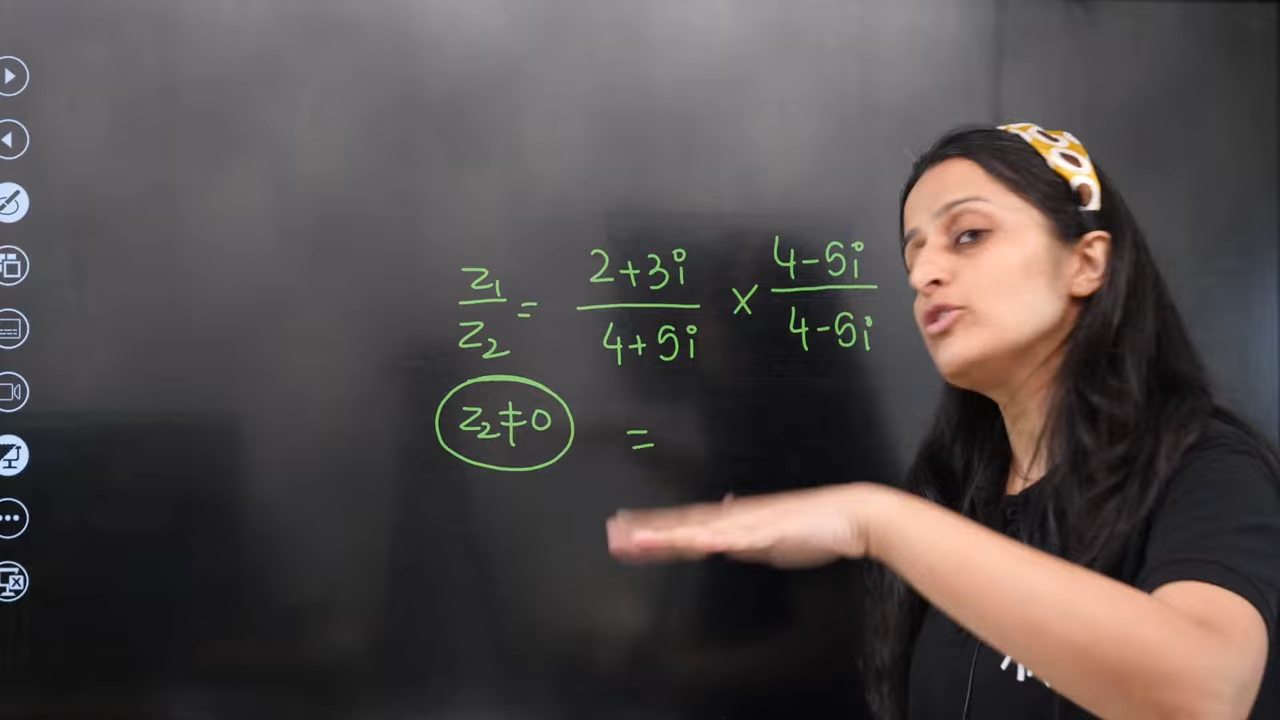 z₁/z₂ = (2+3i)/(4+5i) × (4-5i)/(4-5i)
z₂≠0 =